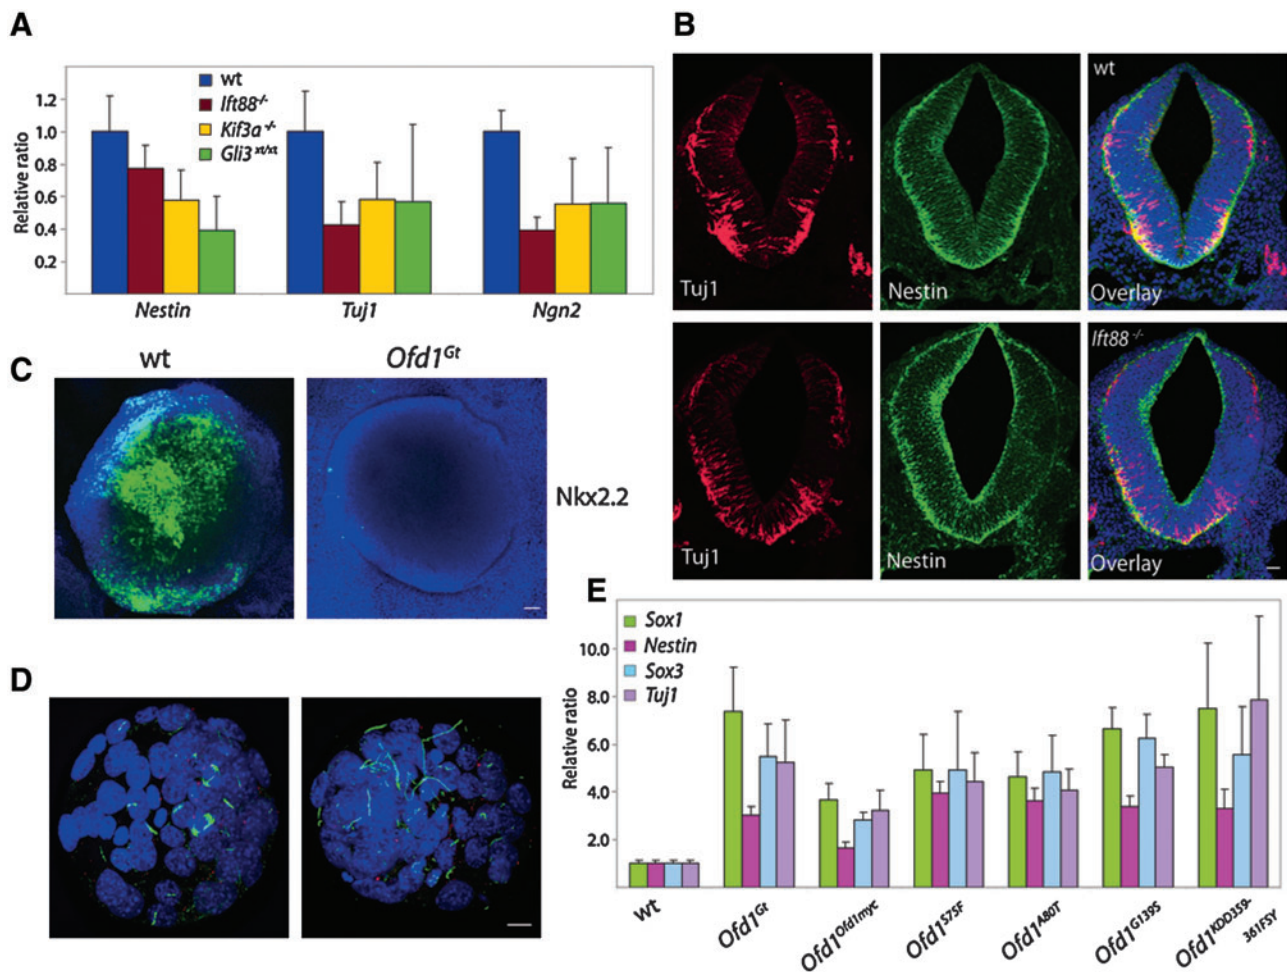 A
Relative ratio
1.2
1.0
0.8
0.6
0.4
0.2
wt
Ift88-/-
Kif3a-/-
Gli3xt/xt
Nestin
Tuj1
Ngn2
B
wt
Tuj1
Nestin
Overlay
Ift88-/-
Tuj1
Nestin
Overlay
C
wt
Ofd1Gt
Nkx2.2
D
E
Relative ratio
10.0
8.0
6.0
4.0
2.0
Sox1
Nestin
Sox3
Tuj1
wt
Ofd1Gt
Ofd1Ofd1myc
Ofd1S75F
Ofd1A80T
Ofd1G139S
Ofd1KDD359-
361FSY